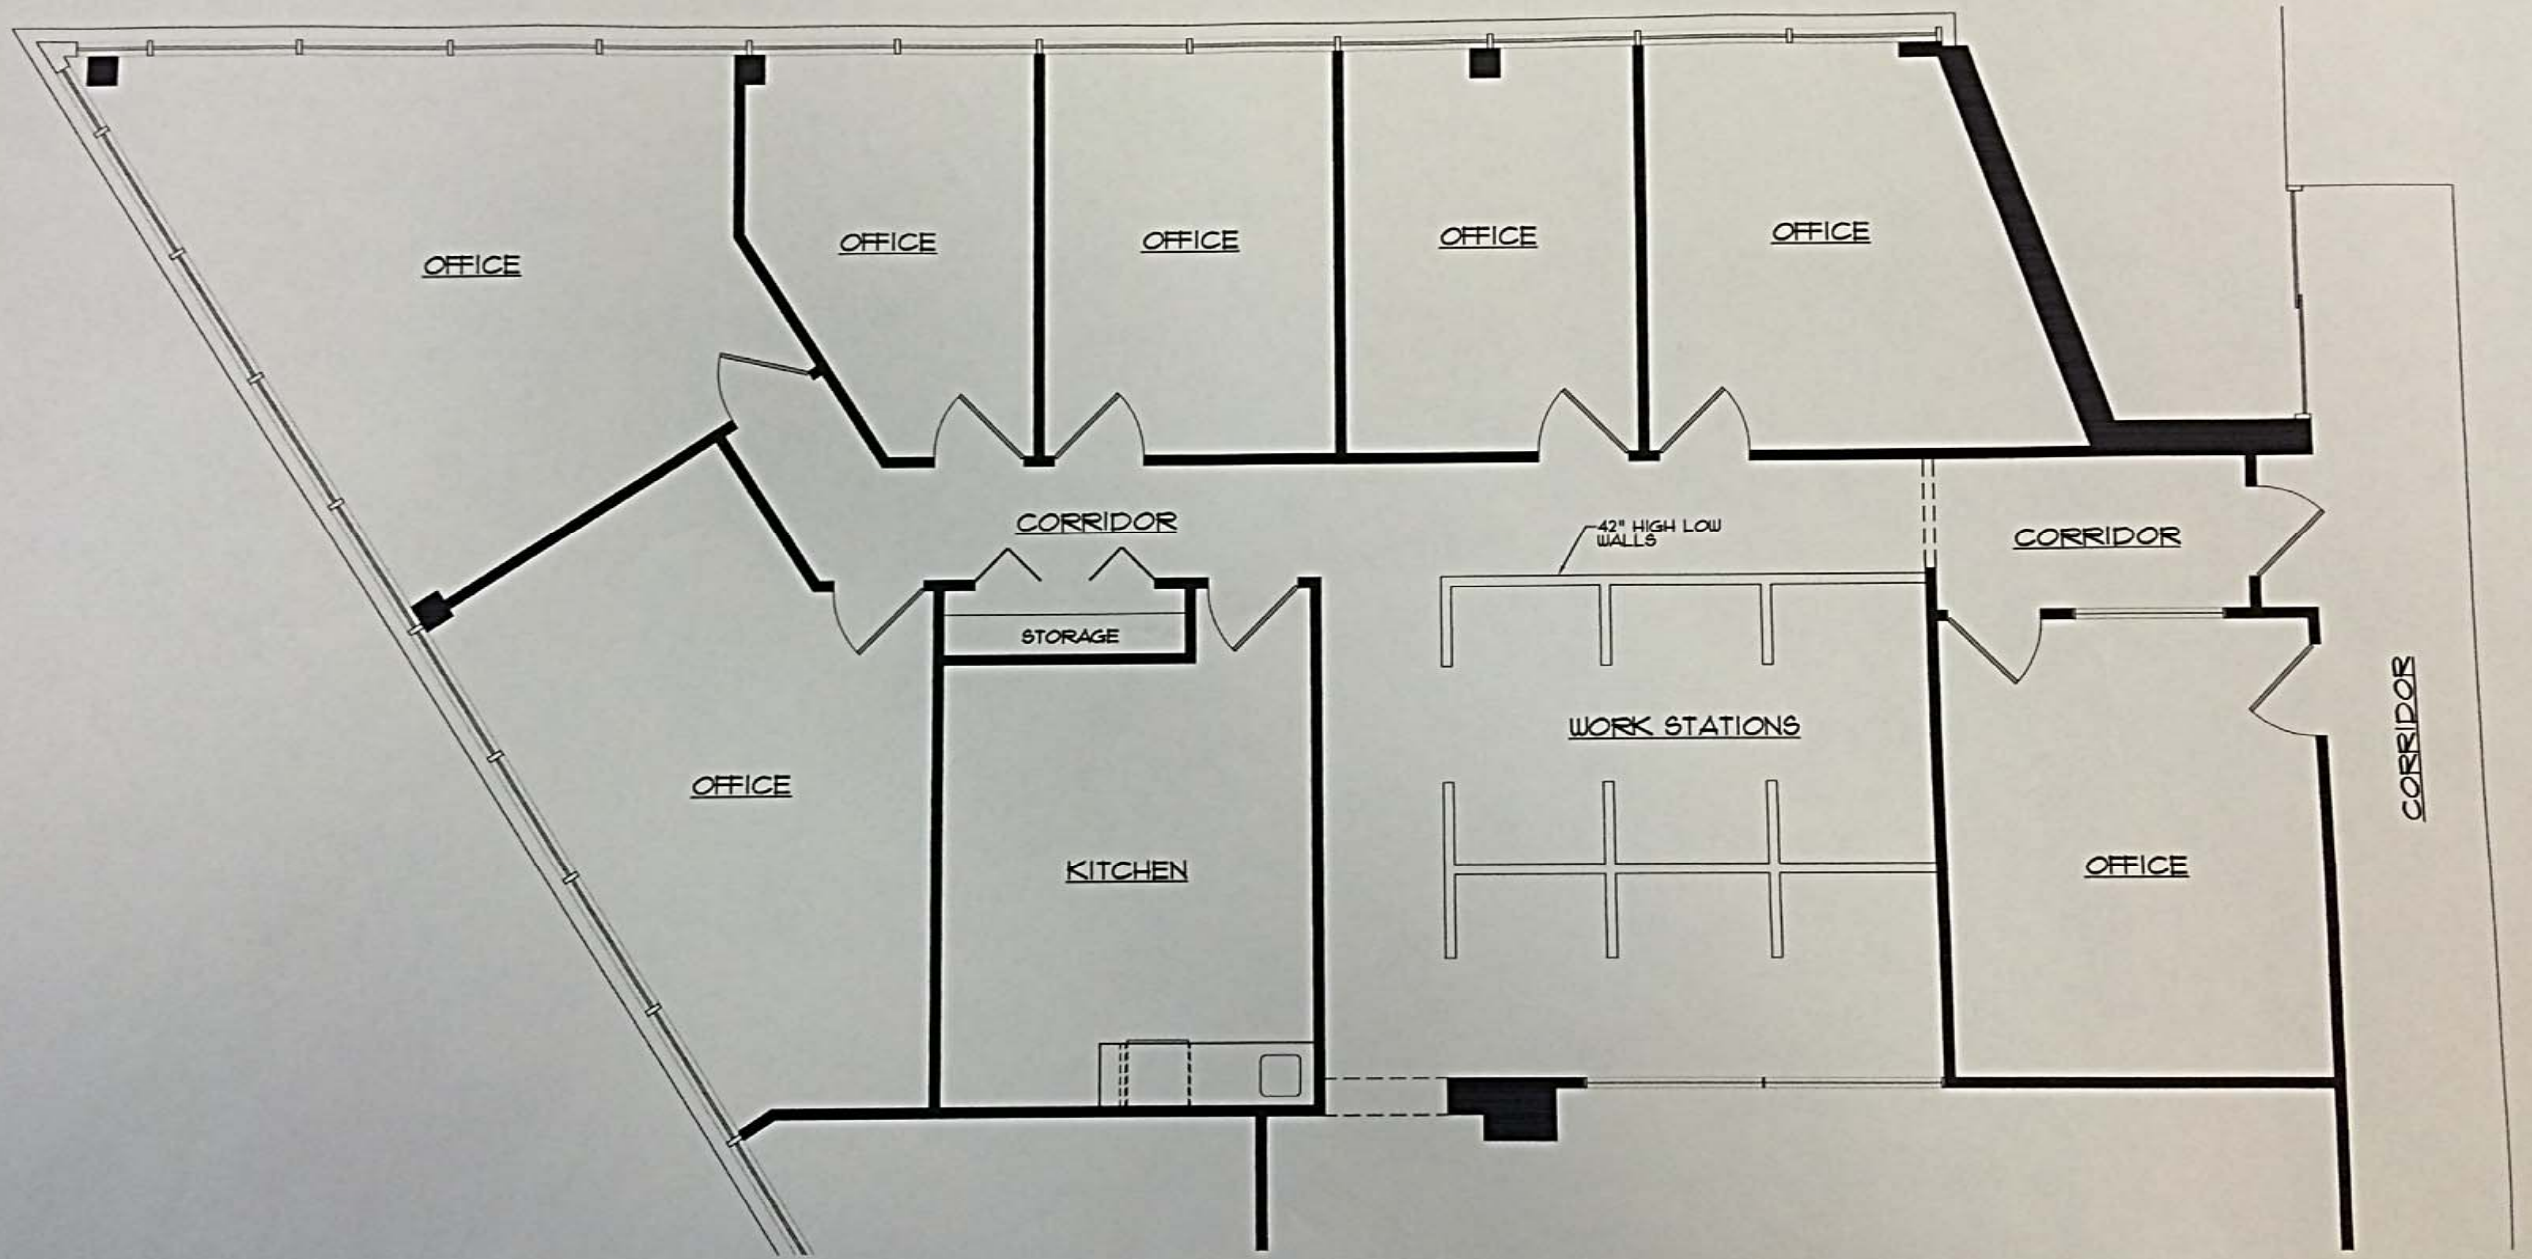 OFFICE
OFFICE
OFFICE
OFFICE
OFFICE
CORRIDOR
42" HIGH LOW
WALLS
CORRIDOR
STORAGE
WORK STATIONS
CORRIDOR
OFFICE
KITCHEN
OFFICE